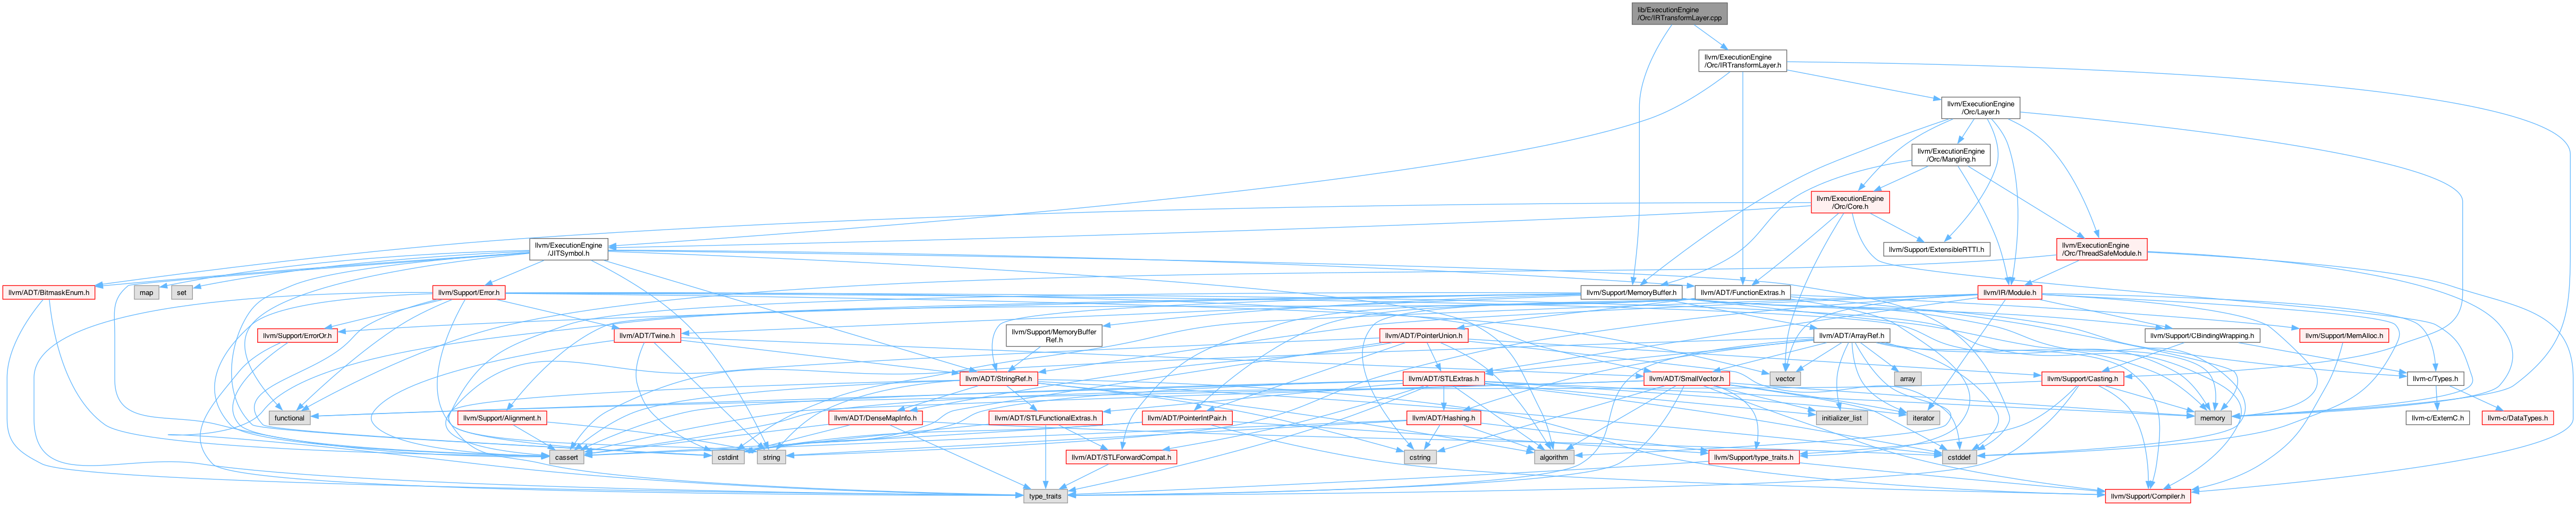 lib/ExecutionEngine
/Orc/IRTransformLayer.cpp
llvm/ExecutionEngine
/Orc/IRTransformLayer.h
llvm/ExecutionEngine
/Orc/Layer.h
llvm/ExecutionEngine
/Orc/Mangling.h
llvm/ExecutionEngine
/Orc/Core.h
llvm/ExecutionEngine
/JITSymbol.h
llvm/Support/ExtensibleRTTI.h
llvm/ExecutionEngine
/Orc/ThreadSafeModule.h
llvm/ADT/BitmaskEnum.h
map
set
llvm/Support/Error.h
llvm/Support/MemoryBuffer.h
llvm/ADT/FunctionExtras.h
llvm/IR/Module.h
llvm/Support/ErrorOr.h
llvm/ADT/Twine.h
llvm/Support/MemoryBuffer
Ref.h
llvm/ADT/PointerUnion.h
llvm/ADT/ArrayRef.h
llvm/Support/CBindingWrapping.h
llvm/Support/MemAlloc.h
llvm/ADT/StringRef.h
llvm/ADT/STLExtras.h
llvm/ADT/SmallVector.h
vector
array
llvm/Support/Casting.h
llvm-c/Types.h
functional
llvm/Support/Alignment.h
llvm/ADT/DenseMapInfo.h
llvm/ADT/STLFunctionalExtras.h
llvm/ADT/PointerIntPair.h
llvm/ADT/Hashing.h
initializer_list
iterator
memory
llvm-c/ExternC.h
llvm-c/DataTypes.h
cassert
cstdint
string
llvm/ADT/STLForwardCompat.h
cstring
algorithm
llvm/Support/type_traits.h
cstddef
type_traits
llvm/Support/Compiler.h